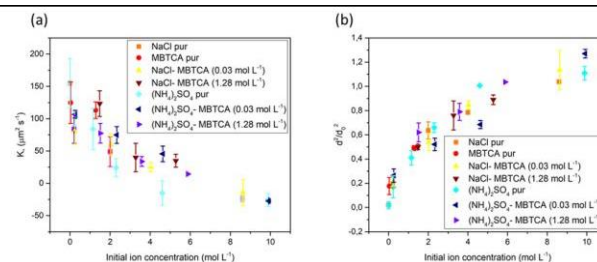 (a)
(b)
200
150
100
50
0
-50
NaCl pur
MBTCA pur
NaCl- MBTCA (0.03 mol L⁻¹)
NaCl- MBTCA (1.28 mol L⁻¹)
(NH₄)₂SO₄ pur
(NH₄)₂SO₄- MBTCA (0.03 mol L⁻¹)
(NH₄)₂SO₄- MBTCA (1.28 mol L⁻¹)
0 2 4 6 8 10
Initial ion concentration (mol L⁻¹)
d²/d₀²
1,4
1,2
1,0
0,8
0,6
0,4
0,2
0,0
NaCl pur
MBTCA pur
NaCl- MBTCA (0.03 mol L⁻¹)
NaCl- MBTCA (1.28 mol L⁻¹)
(NH₄)₂SO₄ pur
(NH₄)₂SO₄- MBTCA (0.03 mol L⁻¹)
(NH₄)₂SO₄- MBTCA (1.28 mol L⁻¹)
0 2 4 6 8 10
Initial ion concentration (mol L⁻¹)